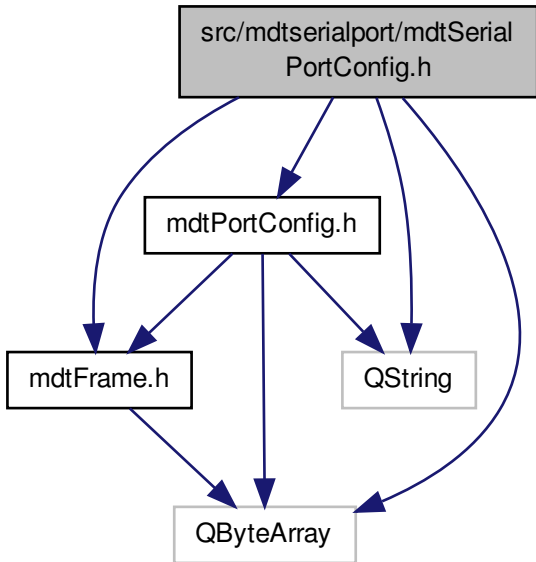 src/mdtserialport/mdtSerial
PortConfig.h
mdtPortConfig.h
mdtFrame.h
QString
QByteArray